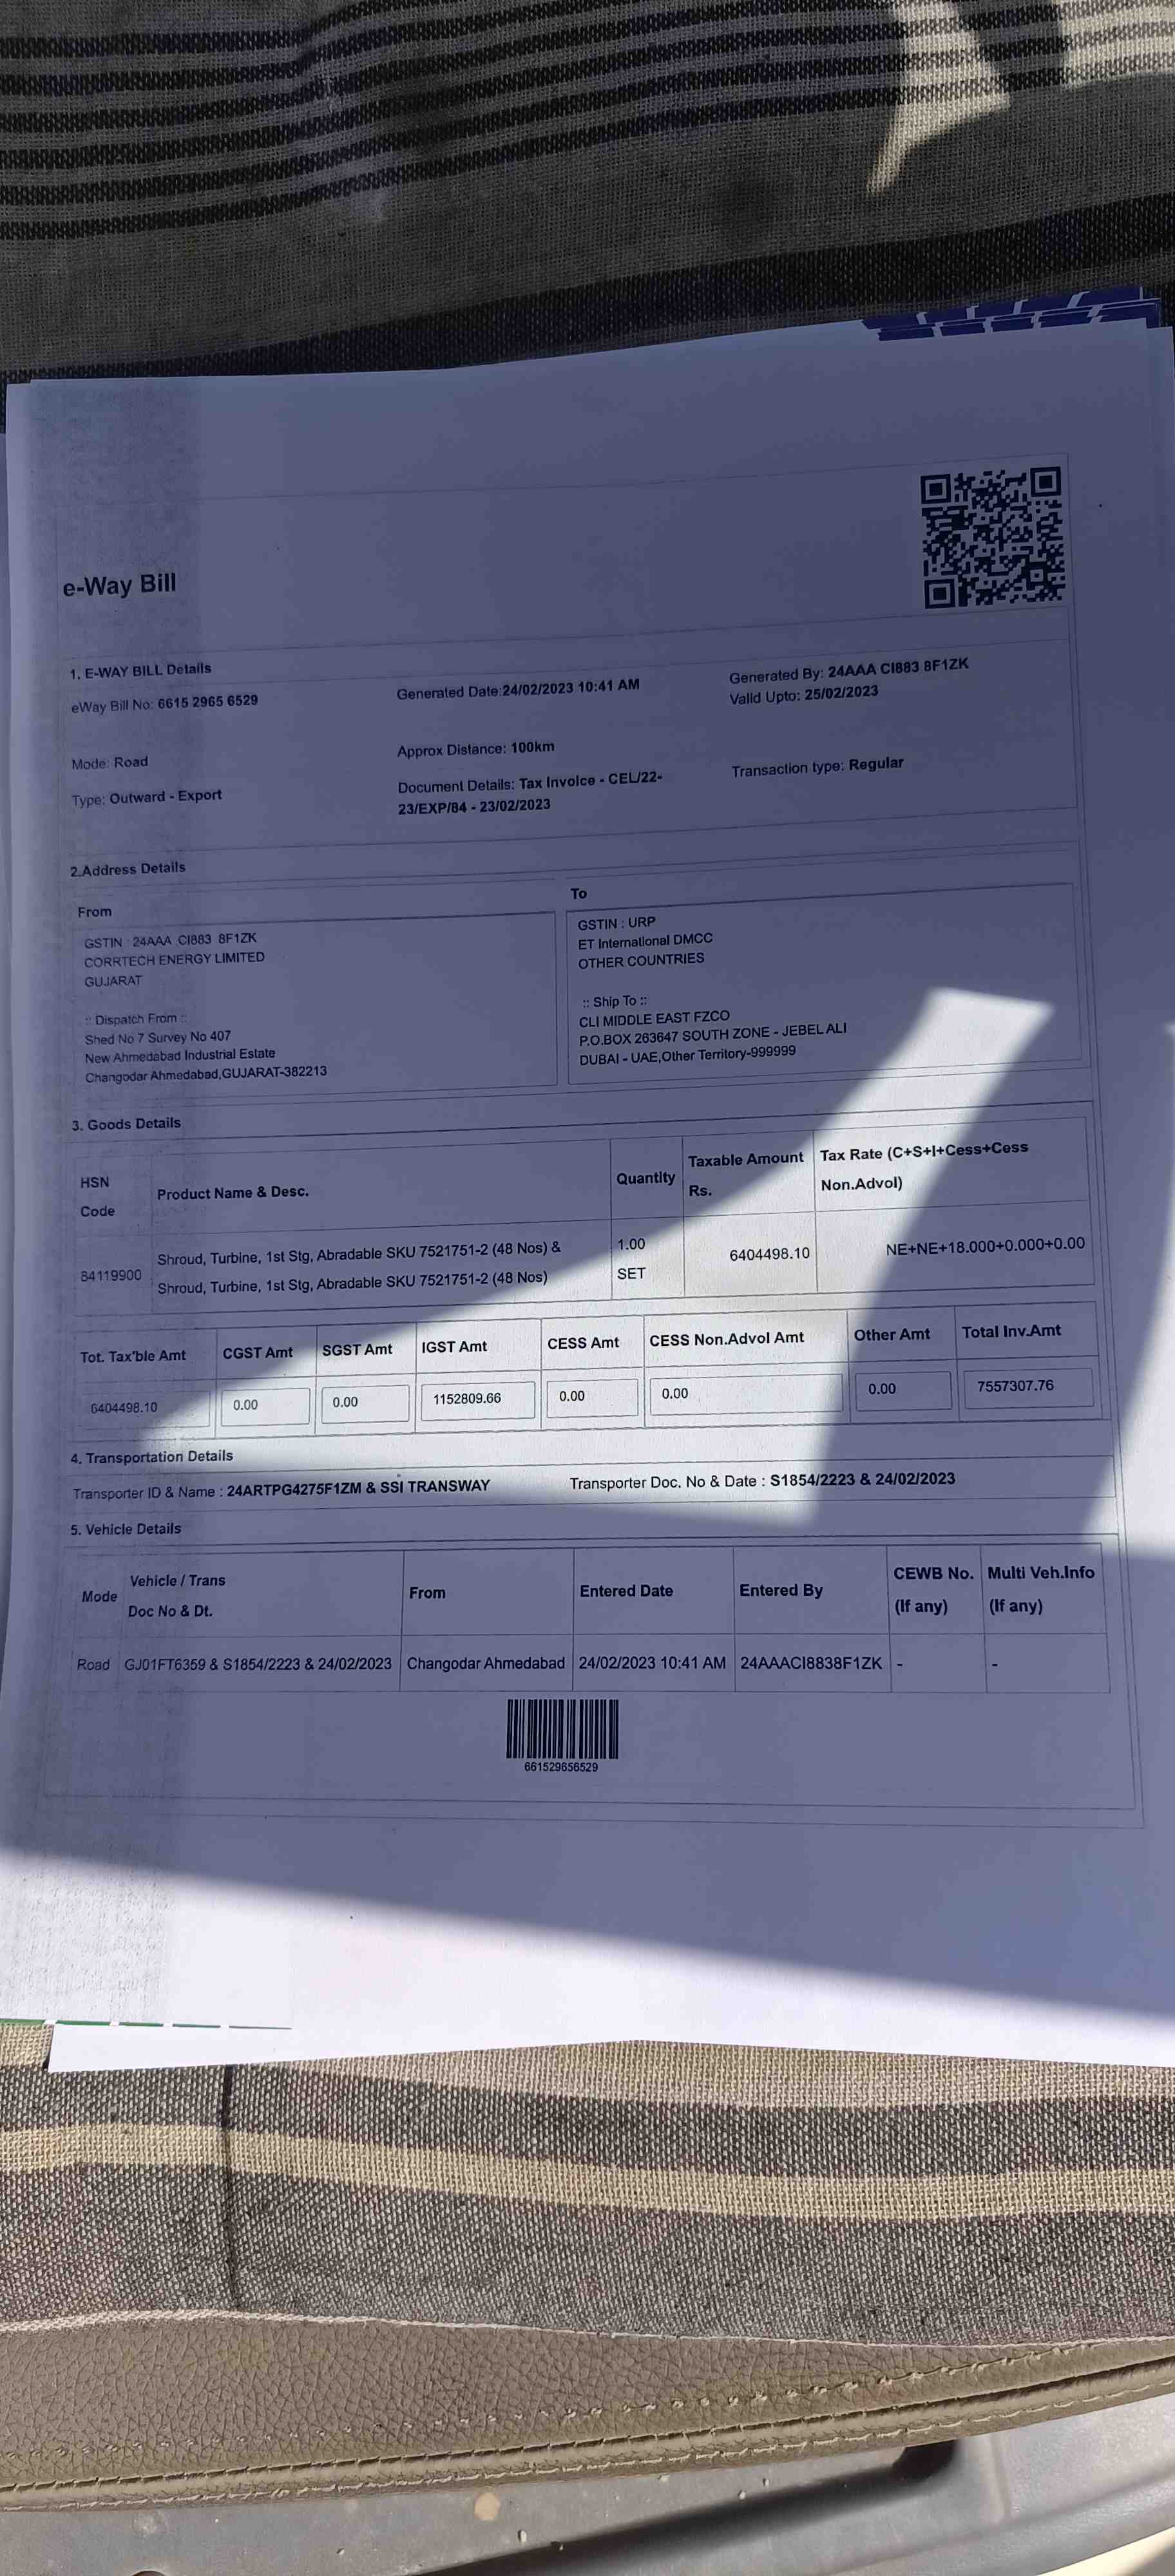 e-Way Bill
1. E-WAY BILL Details
eWay Bill No: 6615 2965 6529
Generated Date:24/02/2023 10:41 AM
Generated By: 24AAA CI883 8F1ZK
Valid Upto: 25/02/2023
Mode: Road
Approx Distance: 100km
Type: Outward - Export
Document Details: Tax Invoice - CEL/22-
23/EXP/84 - 23/02/2023
Transaction type: Regular
2.Address Details
From
GSTIN : 24AAA CI883 8F1ZK
CORRTECH ENERGY LIMITED
GUJARAT
:: Dispatch From ::
Shed No 7 Survey No 407
New Ahmedabad Industrial Estate
Changodar Ahmedabad,GUJARAT-382213
To
GSTIN : URP
ET International DMCC
OTHER COUNTRIES
:: Ship To ::
CLI MIDDLE EAST FZCO
P.O.BOX 263647 SOUTH ZONE - JEBEL ALI
DUBAI - UAE,Other Territory-999999
3. Goods Details
HSN
Code
Product Name & Desc.
Quantity
Taxable Amount
Rs.
Tax Rate (C+S+I+Cess+Cess
Non.Advol)
84119900
Shroud, Turbine, 1st Stg, Abradable SKU 7521751-2 (48 Nos) &
Shroud, Turbine, 1st Stg, Abradable SKU 7521751-2 (48 Nos)
1.00
SET
6404498.10
NE+NE+18.000+0.000+0.00
Tot. Tax'ble Amt CGST Amt SGST Amt IGST Amt CESS Amt CESS Non.Advol Amt Other Amt Total Inv.Amt
6404498.10 0.00 0.00 1152809.66 0.00 0.00 0.00 7557307.76
4. Transportation Details
Transporter ID & Name : 24ARTPG4275F1ZM & SSI TRANSWAY
Transporter Doc. No & Date : S1854/2223 & 24/02/2023
5. Vehicle Details
Mode
Vehicle / Trans
Doc No & Dt.
From
Entered Date
Entered By
CEWB No.
(If any)
Multi Veh.Info
(If any)
Road GJ01FT6359 & S1854/2223 & 24/02/2023 Changodar Ahmedabad 24/02/2023 10:41 AM 24AAACI8838F1ZK - -
661529656529